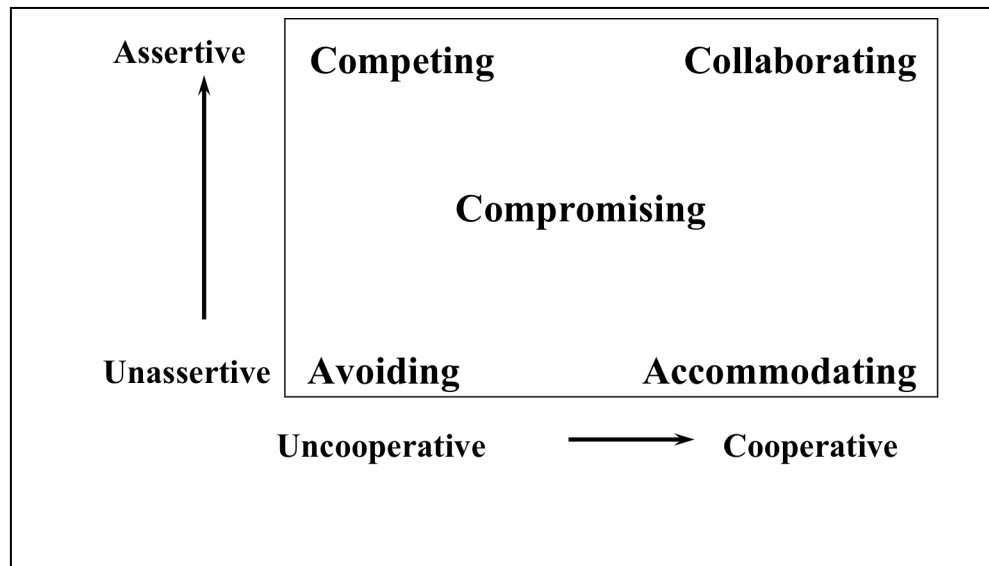 Assertive
Competing
Collaborating
Compromising
Unassertive
Avoiding
Accommodating
Uncooperative
Cooperative